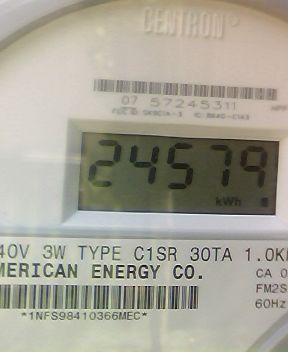 CENTRON®
07 57245311
24579
kWh
40V 3W TYPE C1SR 30TA 1.0K
MERICAN ENERGY CO.
CA 0
FM2S
60Hz
*1NFS98410366MEC*